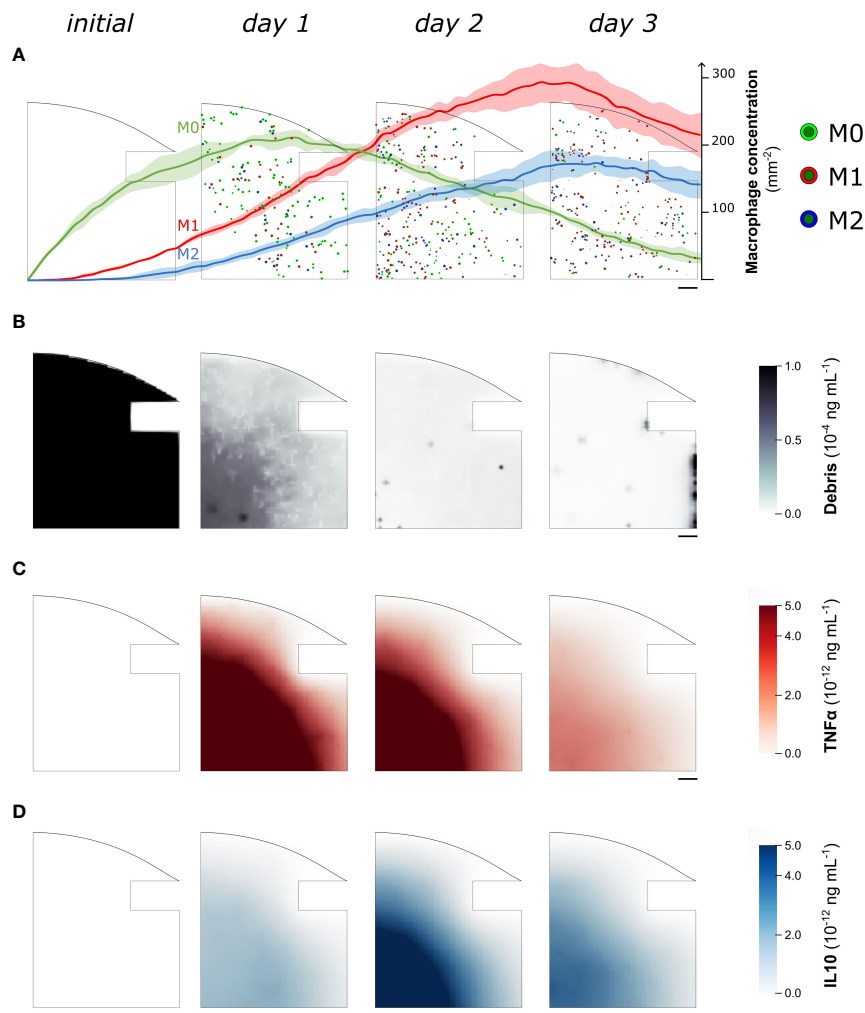 initial day 1 day 2 day 3
A
M0
M1
M2
300
200
100
Macrophage concentration
(mm-2)
M0
M1
M2
B
1.0
0.5
0.0
Debris (10-4 ng mL-1)
C
5.0
4.0
2.0
0.0
TNFα (10-12 ng mL-1)
D
5.0
4.0
2.0
0.0
IL10 (10-12 ng mL-1)